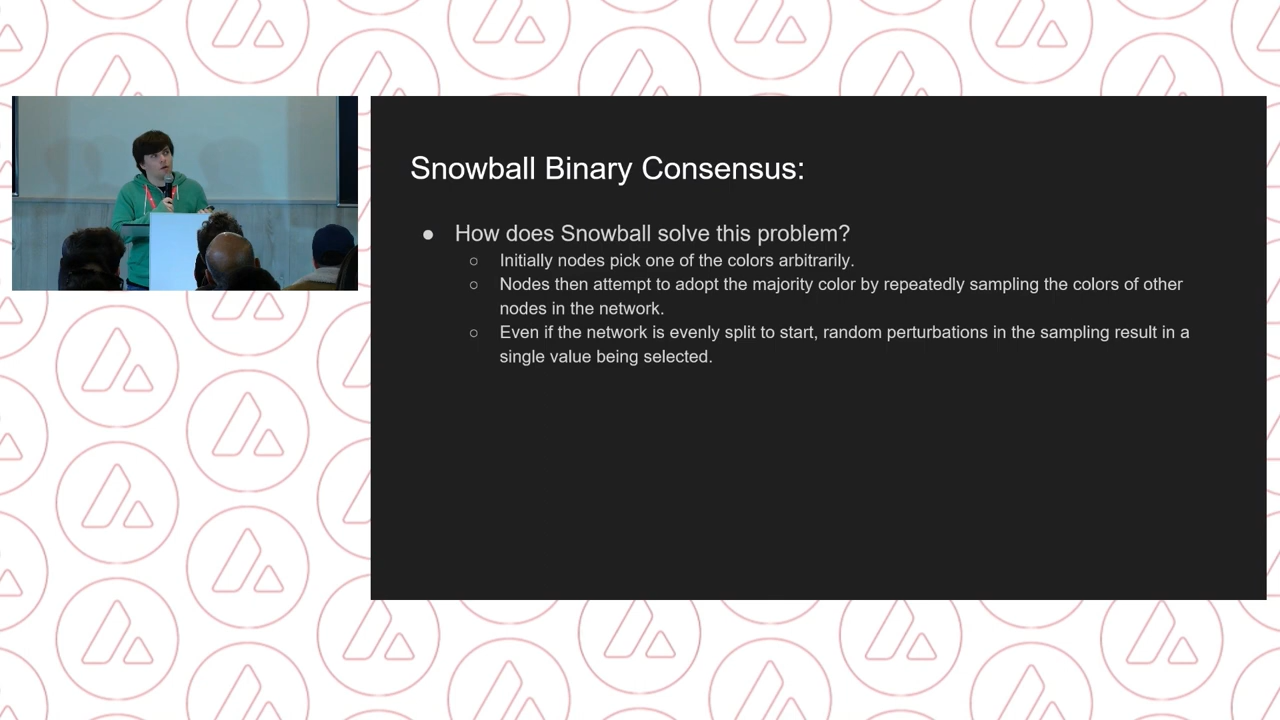 Snowball Binary Consensus:
● How does Snowball solve this problem?
○ Initially nodes pick one of the colors arbitrarily.
○ Nodes then attempt to adopt the majority color by repeatedly sampling the colors of other
nodes in the network.
○ Even if the network is evenly split to start, random perturbations in the sampling result in a
single value being selected.